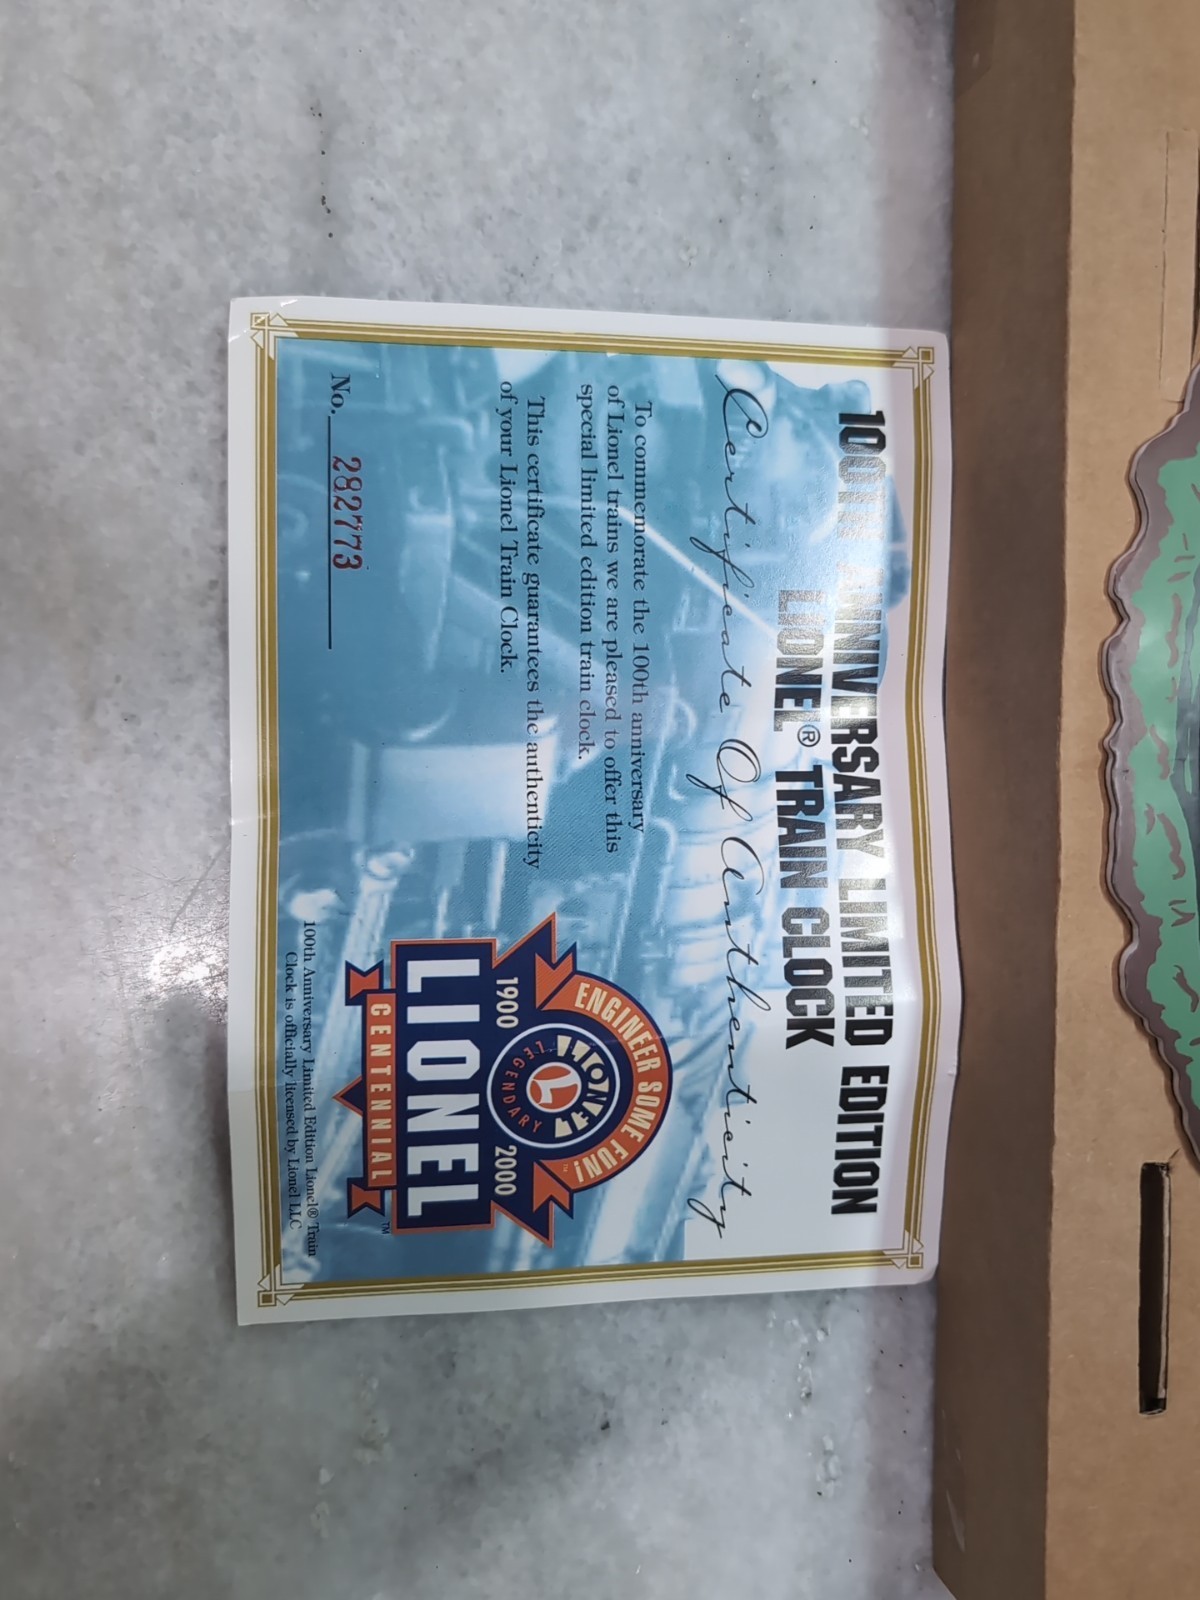 100TH ANNIVERSARY LIMITED EDITION
LIONEL® TRAIN CLOCK
Certificate Of Authenticity
To commemorate the 100th anniversary
of Lionel trains we are pleased to offer this
special limited edition train clock.
This certificate guarantees the authenticity
of your Lionel Train Clock.
No. 282773
ENGINEER SOME FUN!™
LIONEL
L
LEGENDARY
1900 2000
LIONEL
CENTENNIAL™
100th Anniversary Limited Edition Lionel® Train
Clock is officially licensed by Lionel LLC